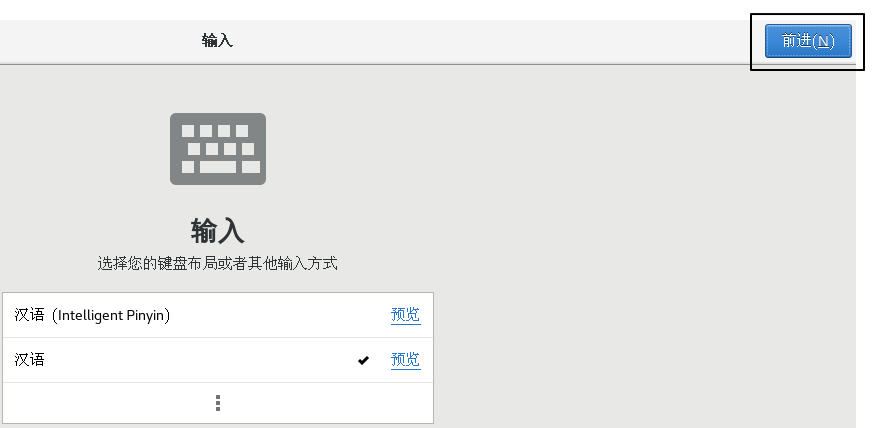 输入
前进(N)
输入
选择您的键盘布局或者其他输入方式
汉语 (Intelligent Pinyin) 预览
汉语 预览